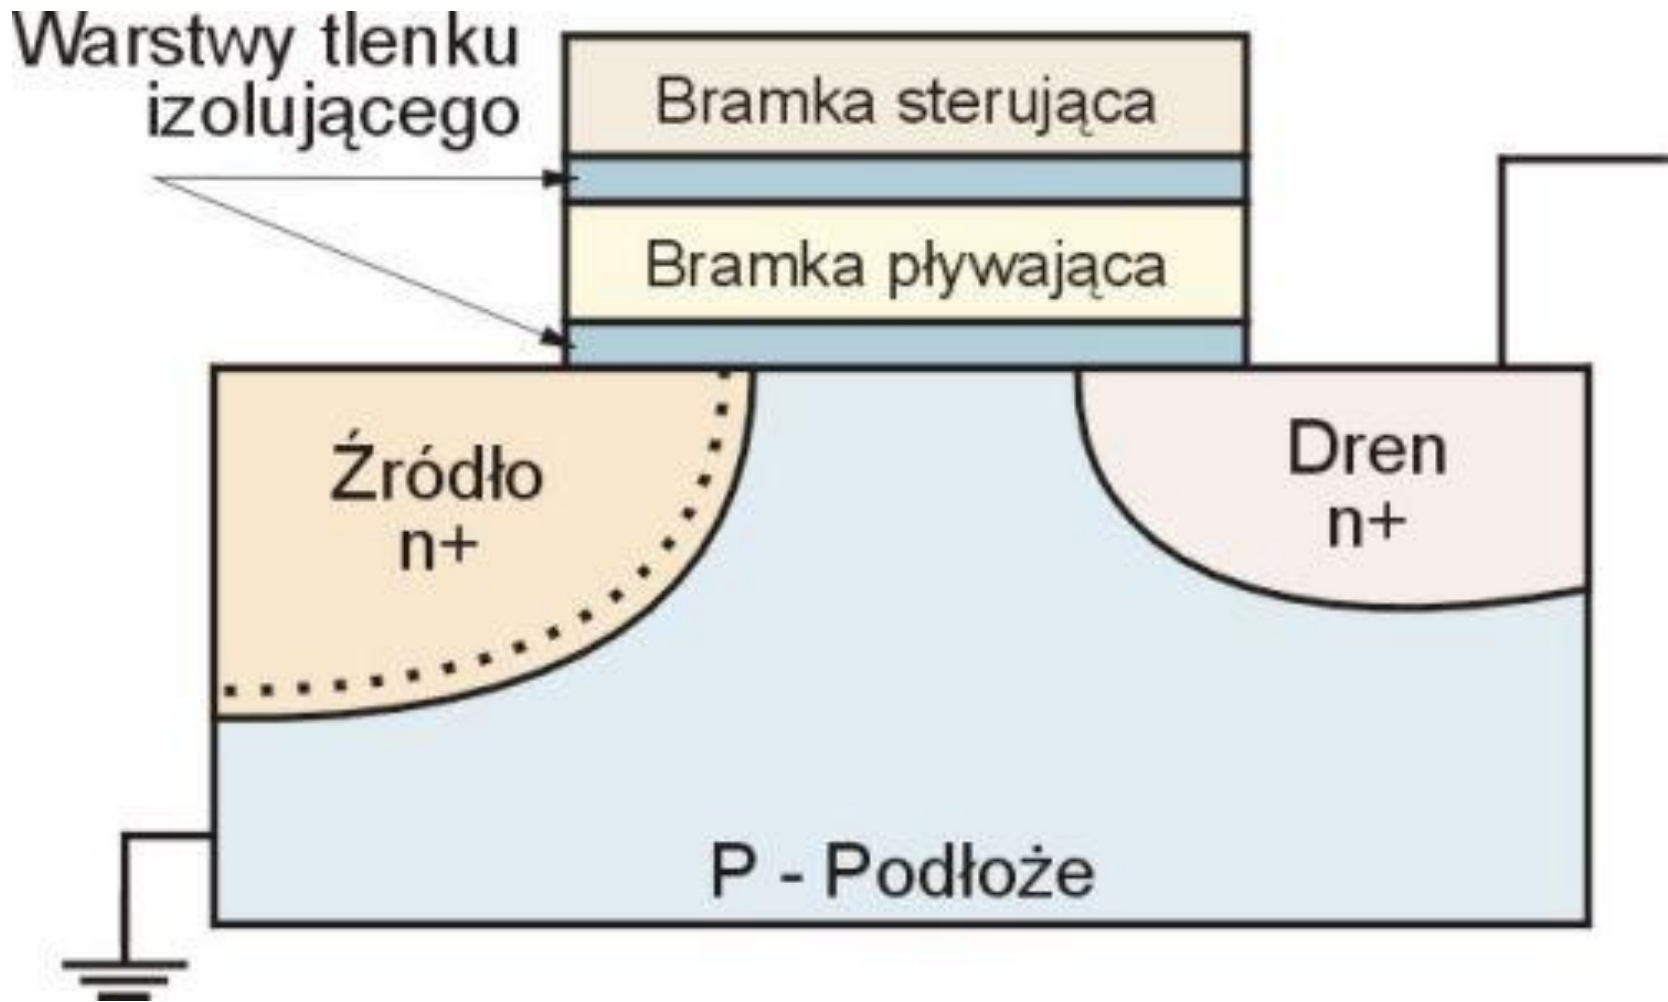 Warstwy tlenku
izolującego
Bramka sterująca
Bramka pływająca
Źródło
n+
Dren
n+
P - Podłoże